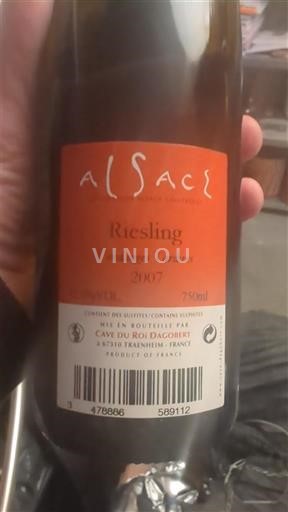 ALSACE
Riesling
VINIOU
2007
750ml
CONTIENT DES SULFITES/CONTAINS SULPHITES
MIS EN BOUTEILLE PAR
CAVE DU ROI DAGOBERT
À 67310 TRAENHEIM - FRANCE
PRODUCT OF FRANCE
3 478886 589112